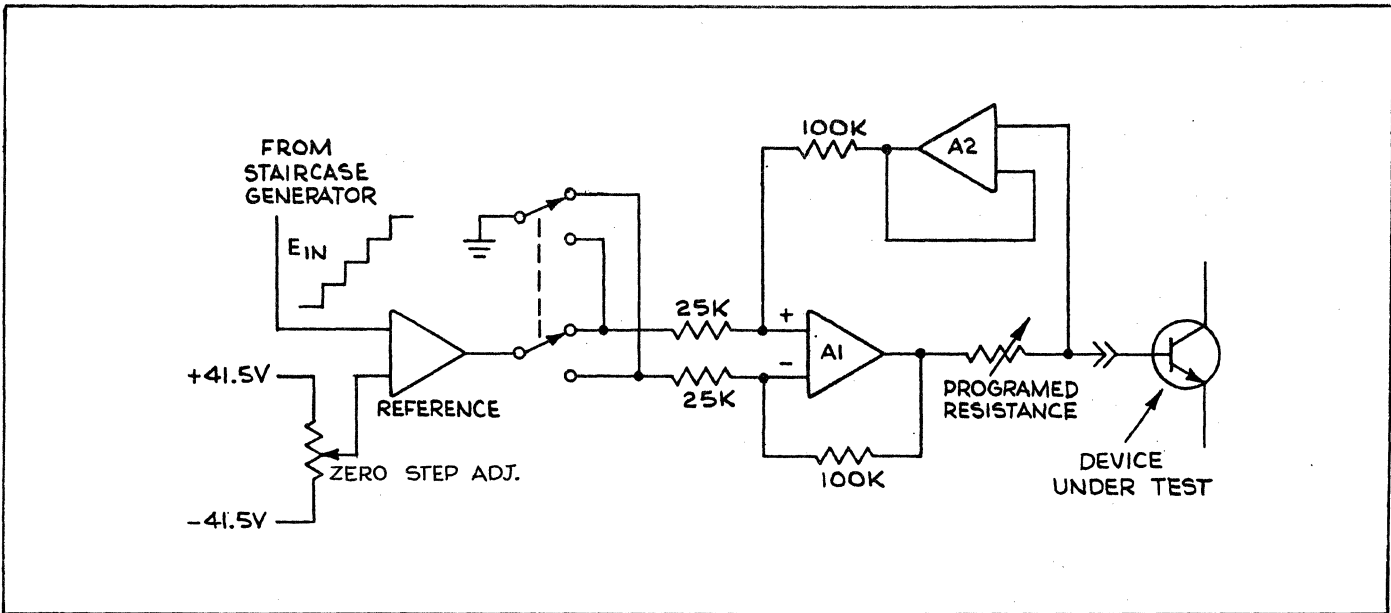 FROM
STAIRCASE
GENERATOR
EIN
+41.5V
-41.5V
REFERENCE
ZERO STEP ADJ.
25K
25K
100K
A2
+
-
A1
100K
PROGRAMED
RESISTANCE
DEVICE
UNDER TEST